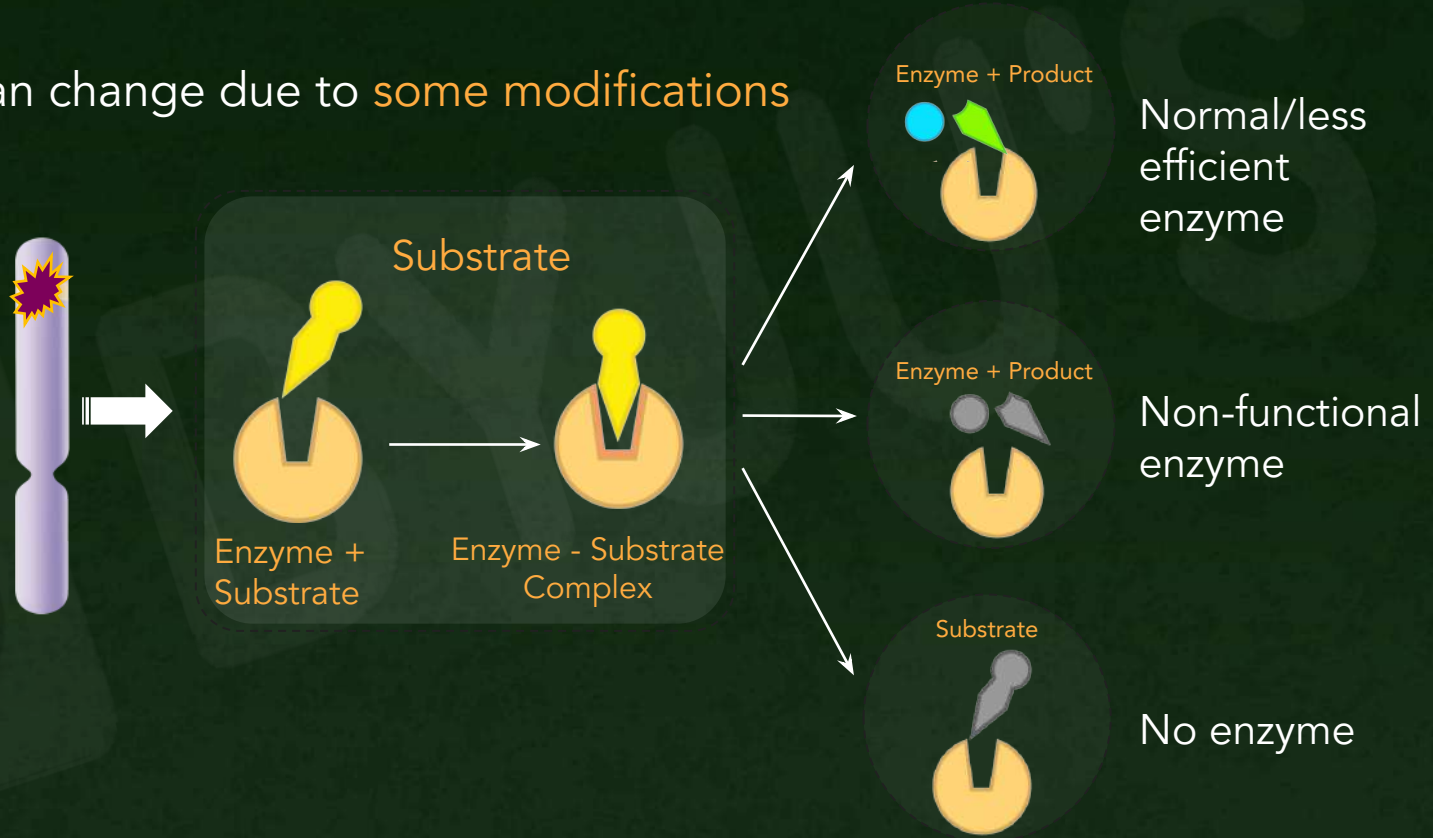 an change due to some modifications
Substrate
Enzyme +
Substrate
Enzyme - Substrate
Complex
Enzyme + Product
Normal/less
efficient
enzyme
Enzyme + Product
Non-functional
enzyme
Substrate
No enzyme
BYJU'S